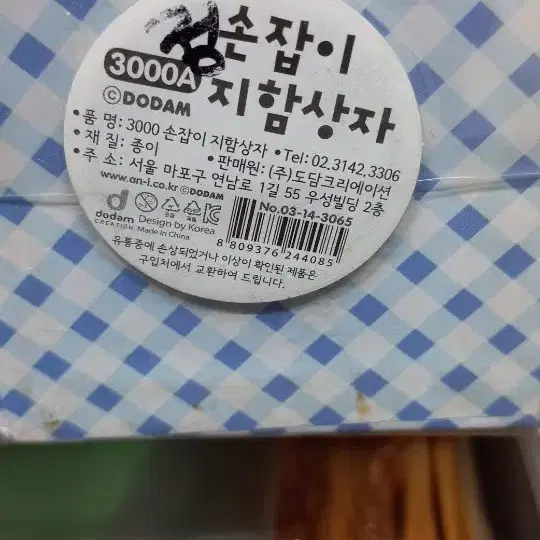 정
손잡이
3000A
지함상자
©DODAM
•품 명: 3000 손잡이 지함상자 •Tel: 02.3142.3306
•재 질: 종이 •판매원: (주)도담크리에이션
•주 소: 서울 마포구 연남로 1길 55 우성빌딩 2층
www.an-i.co.kr©DODAM
No.03-14-3065
d
dodam
CREATION
Design by Korea
Made in China
8 809376 244085
유통중에 손상되었거나 이상이 확인된 제품은
구입처에서 교환하여 드립니다.